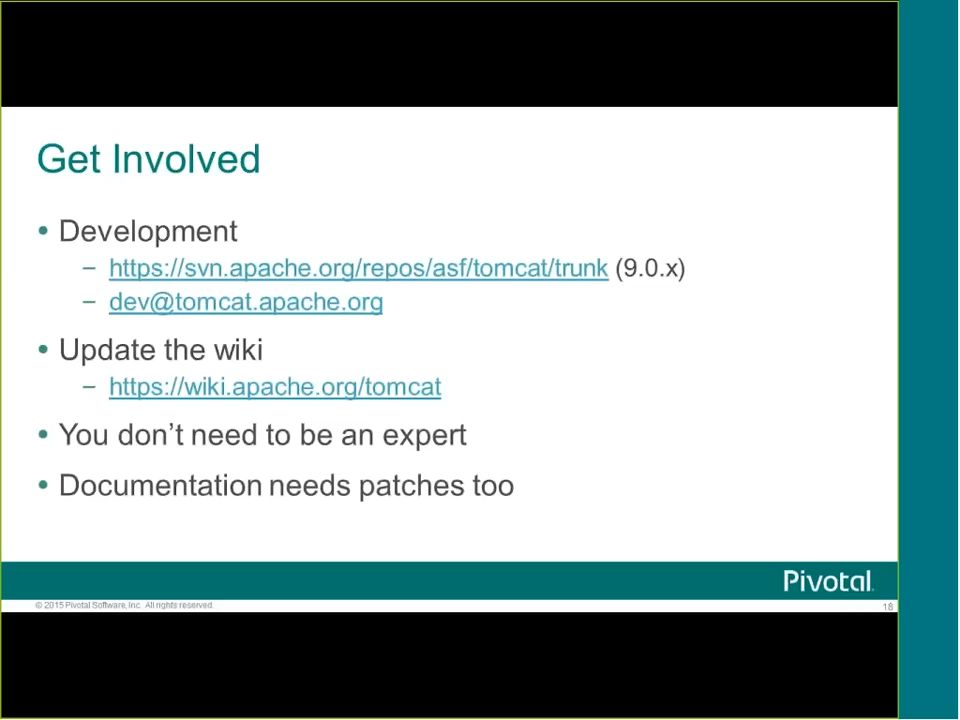 Get Involved
• Development
– https://svn.apache.org/repos/asf/tomcat/trunk (9.0.x)
– dev@tomcat.apache.org
• Update the wiki
– https://wiki.apache.org/tomcat
• You don’t need to be an expert
• Documentation needs patches too
Pivotal
© 2015 Pivotal Software, Inc. All rights reserved
18